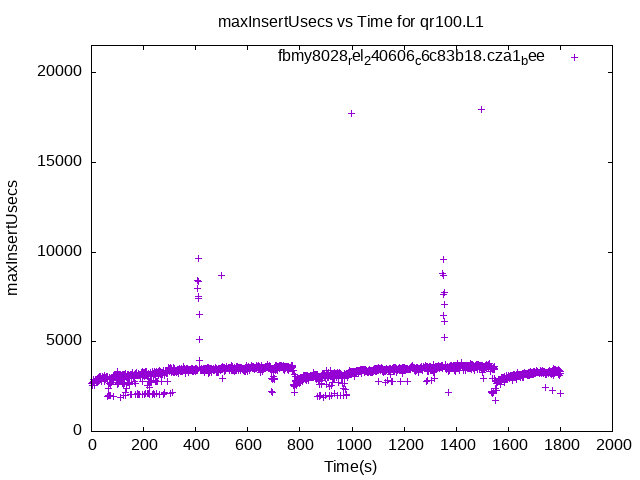 maxInsertUsecs vs Time for qr100.L1
fbmy8028rel240606c6c83b18.cza1bee
20000
15000
10000
5000
0
maxInsertUsecs
0 200 400 600 800 1000 1200 1400 1600 1800 2000
Time(s)